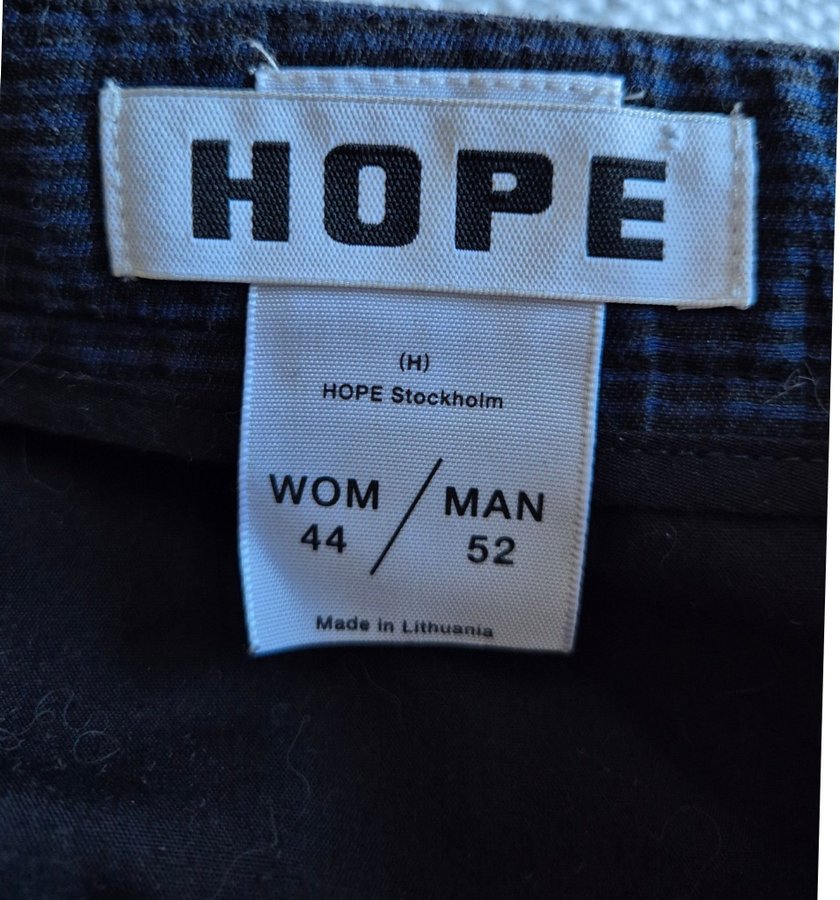 HOPE
(H)
HOPE Stockholm
WOM / MAN
44 52
Made in Lithuania